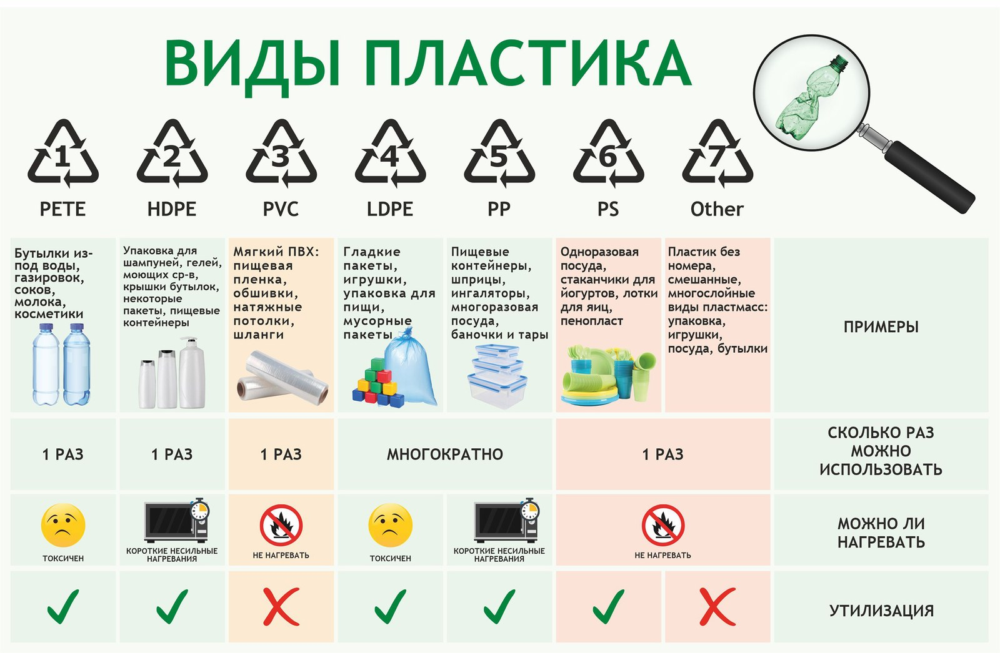 ВИДЫ ПЛАСТИКА
1
2
3
4
5
6
7
PETE
HDPE
PVC
LDPE
PP
PS
Other
Бутылки из-
под воды,
газировок,
соков,
молока,
косметики
Упаковка для
шампуней, гелей,
моющих ср-в,
крышки бутылок,
некоторые
пакеты, пищевые
контейнеры
Мягкий ПВХ:
пищевая
пленка,
обшивки,
натяжные
потолки,
шланги
Гладкие
пакеты,
игрушки,
упаковка для
пищи,
мусорные
пакеты
Пищевые
контейнеры,
шприцы,
ингаляторы,
многоразовая
посуда,
баночки и тары
Одноразовая
посуда,
стаканчики для
йогуртов, лотки
для яиц,
пенопласт
Пластик без
номера,
смешанные,
многослойные
виды пластмасс:
упаковка,
игрушки,
посуда, бутылки
ПРИМЕРЫ
1 РАЗ
1 РАЗ
1 РАЗ
МНОГОКРАТНО
1 РАЗ
СКОЛЬКО РАЗ
МОЖНО
ИСПОЛЬЗОВАТЬ
ТОКСИЧЕН
КОРОТКИЕ НЕСИЛЬНЫЕ
НАГРЕВАНИЯ
НЕ НАГРЕВАТЬ
ТОКСИЧЕН
КОРОТКИЕ НЕСИЛЬНЫЕ
НАГРЕВАНИЯ
НЕ НАГРЕВАТЬ
МОЖНО ЛИ
НАГРЕВАТЬ
УТИЛИЗАЦИЯ